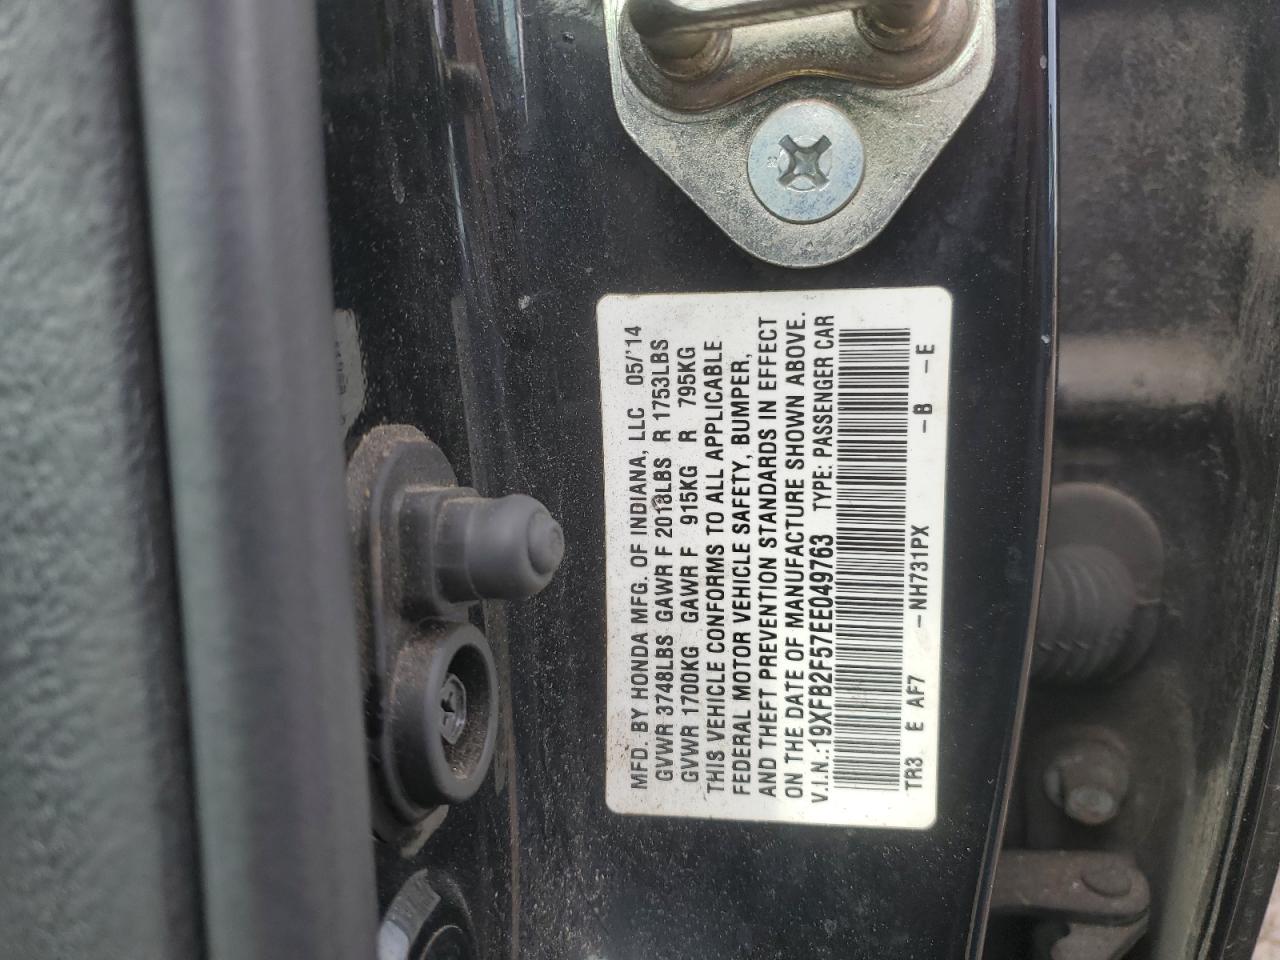 MFD. BY HONDA MFG. OF INDIANA, LLC 05/'14
GVWR 3748LBS GAWR F 2018LBS R 1753LBS
GVWR 1700KG GAWR F 915KG R 795KG
THIS VEHICLE CONFORMS TO ALL APPLICABLE
FEDERAL MOTOR VEHICLE SAFETY, BUMPER,
AND THEFT PREVENTION STANDARDS IN EFFECT
ON THE DATE OF MANUFACTURE SHOWN ABOVE.
V.I.N.:19XFB2F57EE049763 TYPE: PASSENGER CAR
TR3 E AF7 -NH731PX -B -E